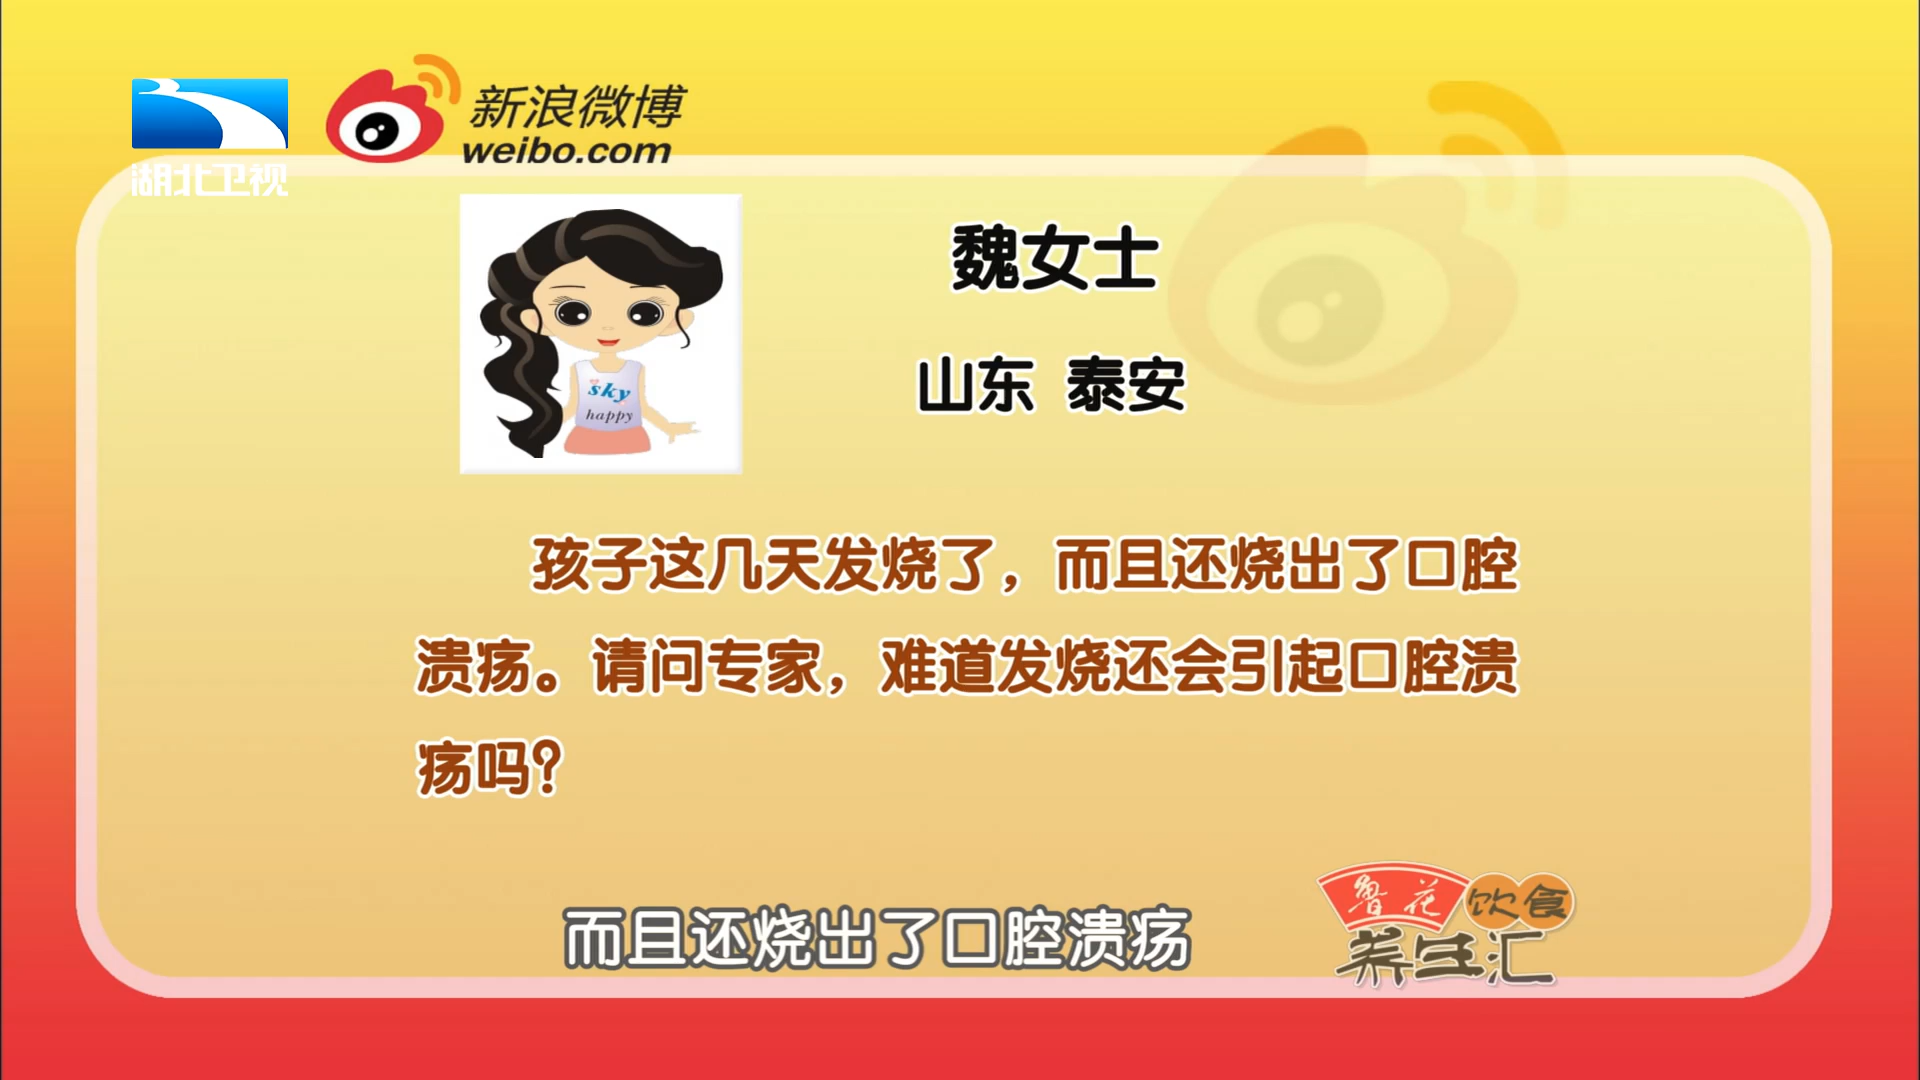 新浪微博
weibo.com
湖北卫视
魏女士
山东 泰安
sky
happy
孩子这几天发烧了，而且还烧出了口腔
溃疡。请问专家，难道发烧还会引起口腔溃
疡吗？
鲁花饮食
养生汇
而且还烧出了口腔溃疡